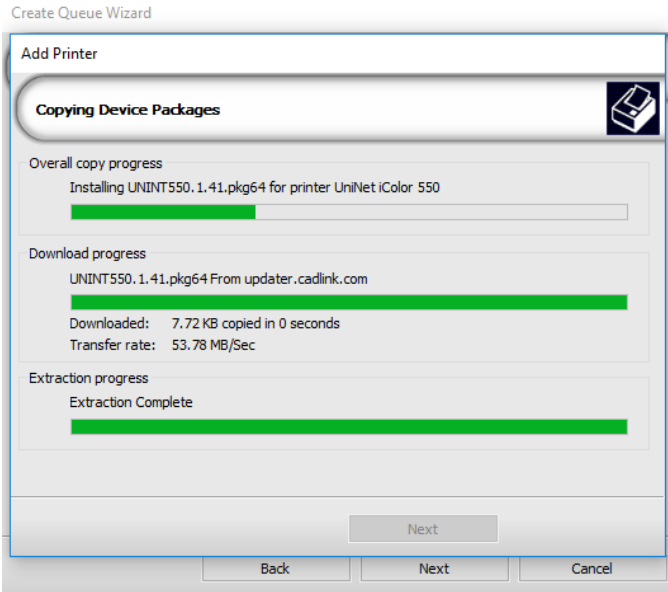 Create Queue Wizard
Add Printer
Copying Device Packages
Overall copy progress
Installing UNINT550.1.41.pkg64 for printer UniNet iColor 550
Download progress
UNINT550.1.41.pkg64 From updater.cadlink.com
Downloaded: 7.72 KB copied in 0 seconds
Transfer rate: 53.78 MB/Sec
Extraction progress
Extraction Complete
Next
Back Next Cancel